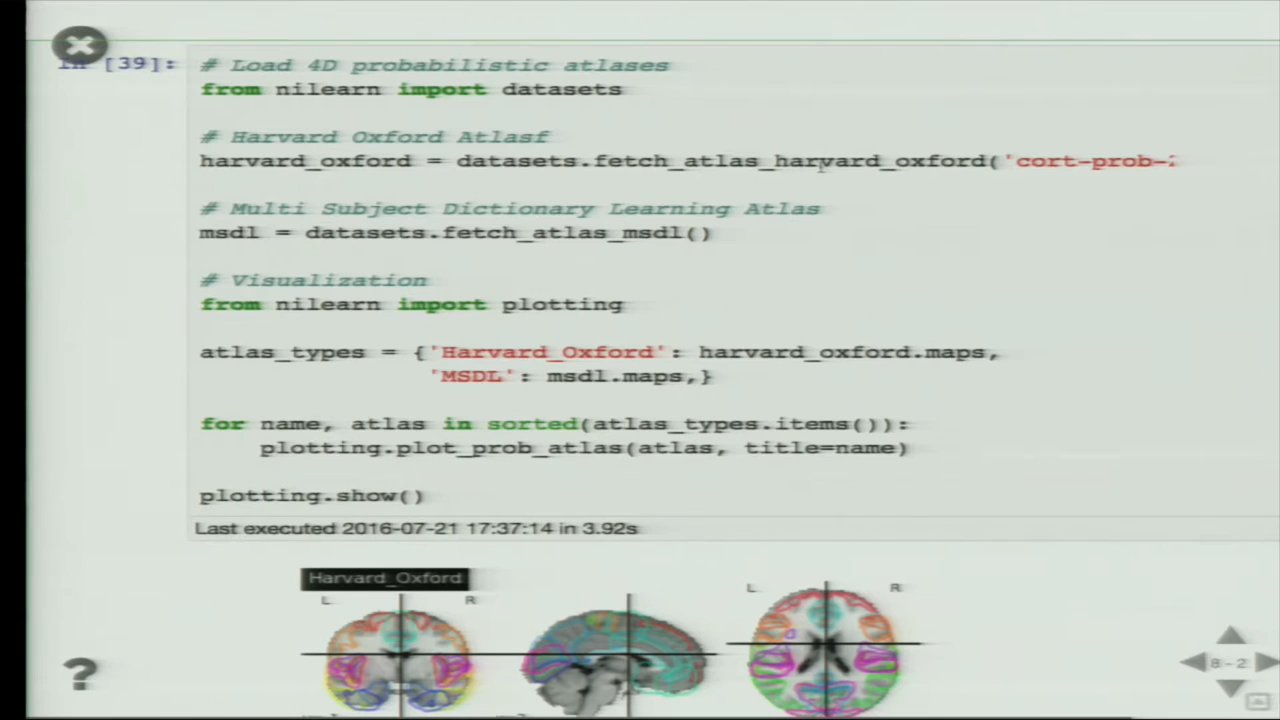 In [39]:
# Load 4D probabilistic atlases
from nilearn import datasets
# Harvard Oxford Atlasf
harvard_oxford = datasets.fetch_atlas_harvard_oxford('cort-prob-
# Multi Subject Dictionary Learning Atlas
msdl = datasets.fetch_atlas_msdl()
# Visualization
from nilearn import plotting
atlas_types = {'Harvard_Oxford': harvard_oxford.maps,
'MSDL': msdl.maps,}
for name, atlas in sorted(atlas_types.items()):
plotting.plot_prob_atlas(atlas, title=name)
plotting.show()
Last executed 2016-07-21 17:37:14 in 3.92s
Harvard_Oxford
L R
L R
?
8-2